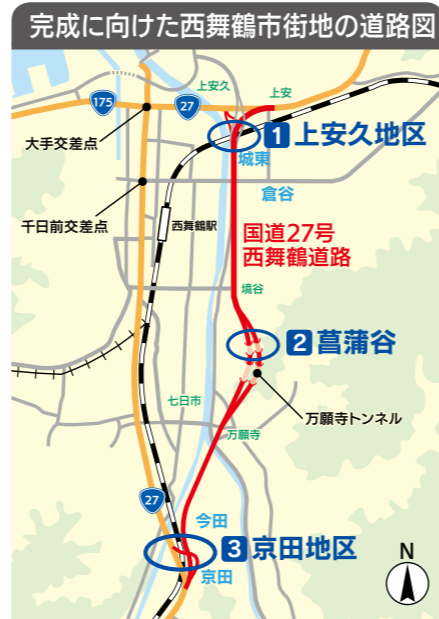 完成に向けた西舞鶴市街地の道路図
上安久
上安
175
27
大手交差点
1 上安久地区
城東
倉谷
千日前交差点
西舞鶴駅
国道27号
西舞鶴道路
境谷
2 菖蒲谷
七日市
万願寺トンネル
万願寺
27
今田
3 京田地区
京田
N